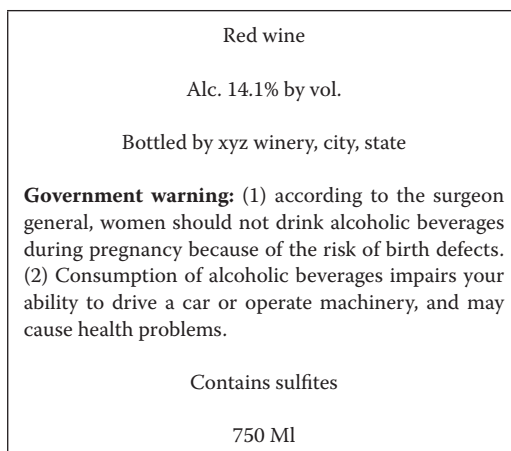 Red wine
Alc. 14.1% by vol.
Bottled by xyz winery, city, state
Government warning: (1) according to the surgeon
general, women should not drink alcoholic beverages
during pregnancy because of the risk of birth defects.
(2) Consumption of alcoholic beverages impairs your
ability to drive a car or operate machinery, and may
cause health problems.
Contains sulfites
750 Ml